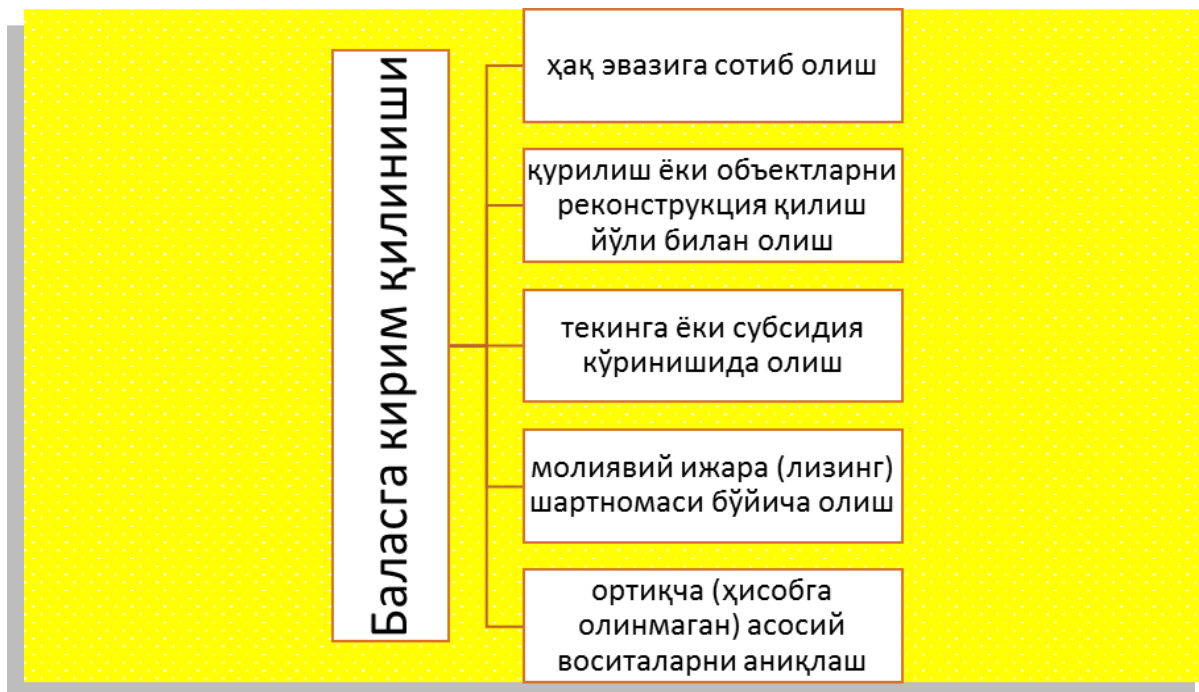 Баласга кирим қилиниши
ҳақ эвазига сотиб олиш
қурилиш ёки объектларни
реконструкция қилиш
йўли билан олиш
текинга ёки субсидия
кўринишида олиш
молиявий ижара (лизинг)
шартномаси бўйича олиш
ортиқча (ҳисобга
олинмаган) асосий
воситаларни аниқлаш